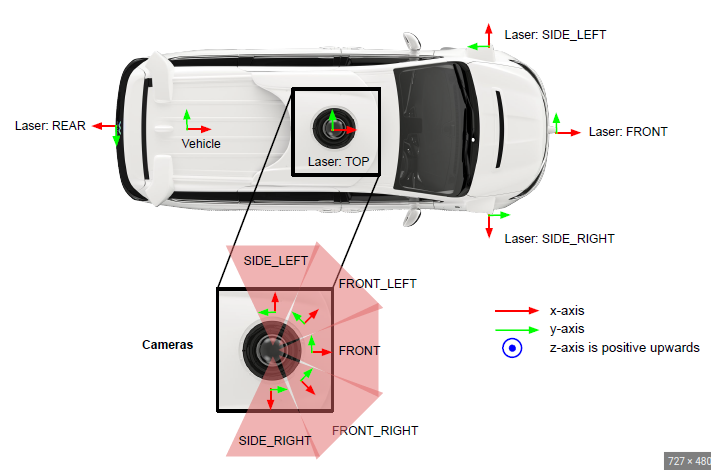 Laser: SIDE_LEFT
Laser: REAR
Vehicle
Laser: TOP
Laser: FRONT
Laser: SIDE_RIGHT
SIDE_LEFT
FRONT_LEFT
Cameras
FRONT
FRONT_RIGHT
SIDE_RIGHT
x-axis
y-axis
z-axis is positive upwards
727 × 480